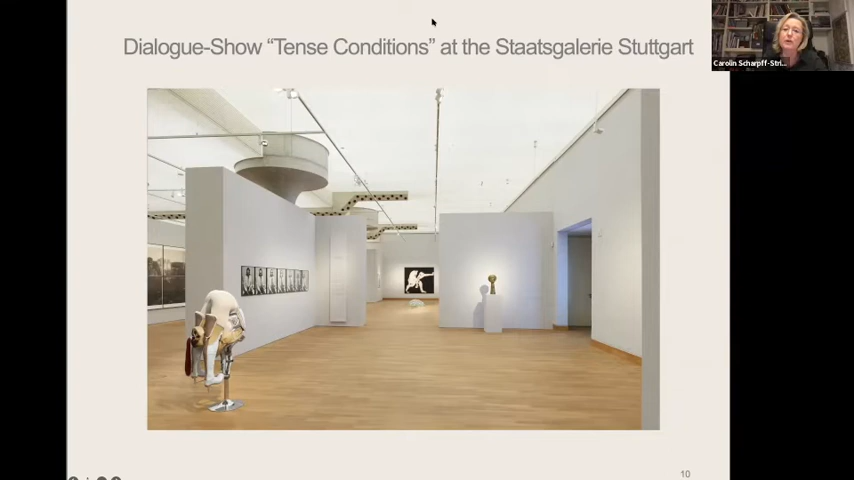 Dialogue-Show “Tense Conditions” at the Staatsgalerie Stuttgart
Carolin Scharpff-Stri...
10